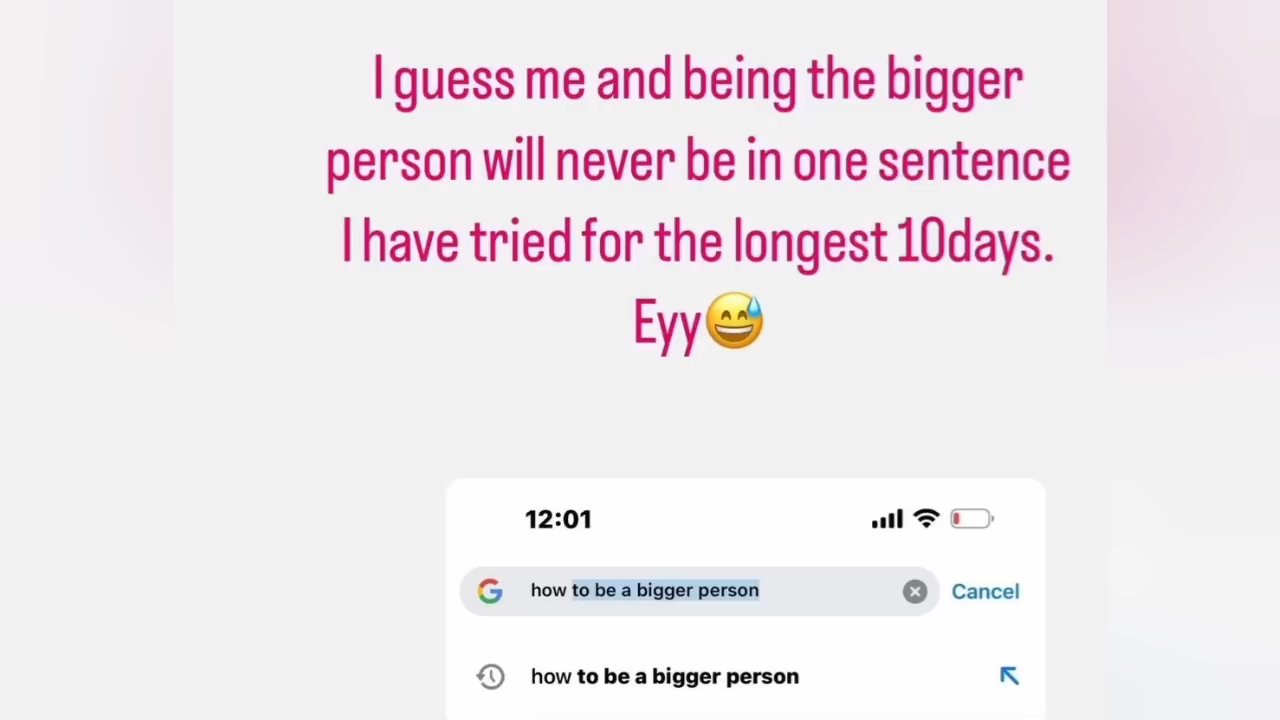 I guess me and being the bigger
person will never be in one sentence
I have tried for the longest 10days.
Eyy😅
12:01
how to be a bigger person
Cancel
how to be a bigger person